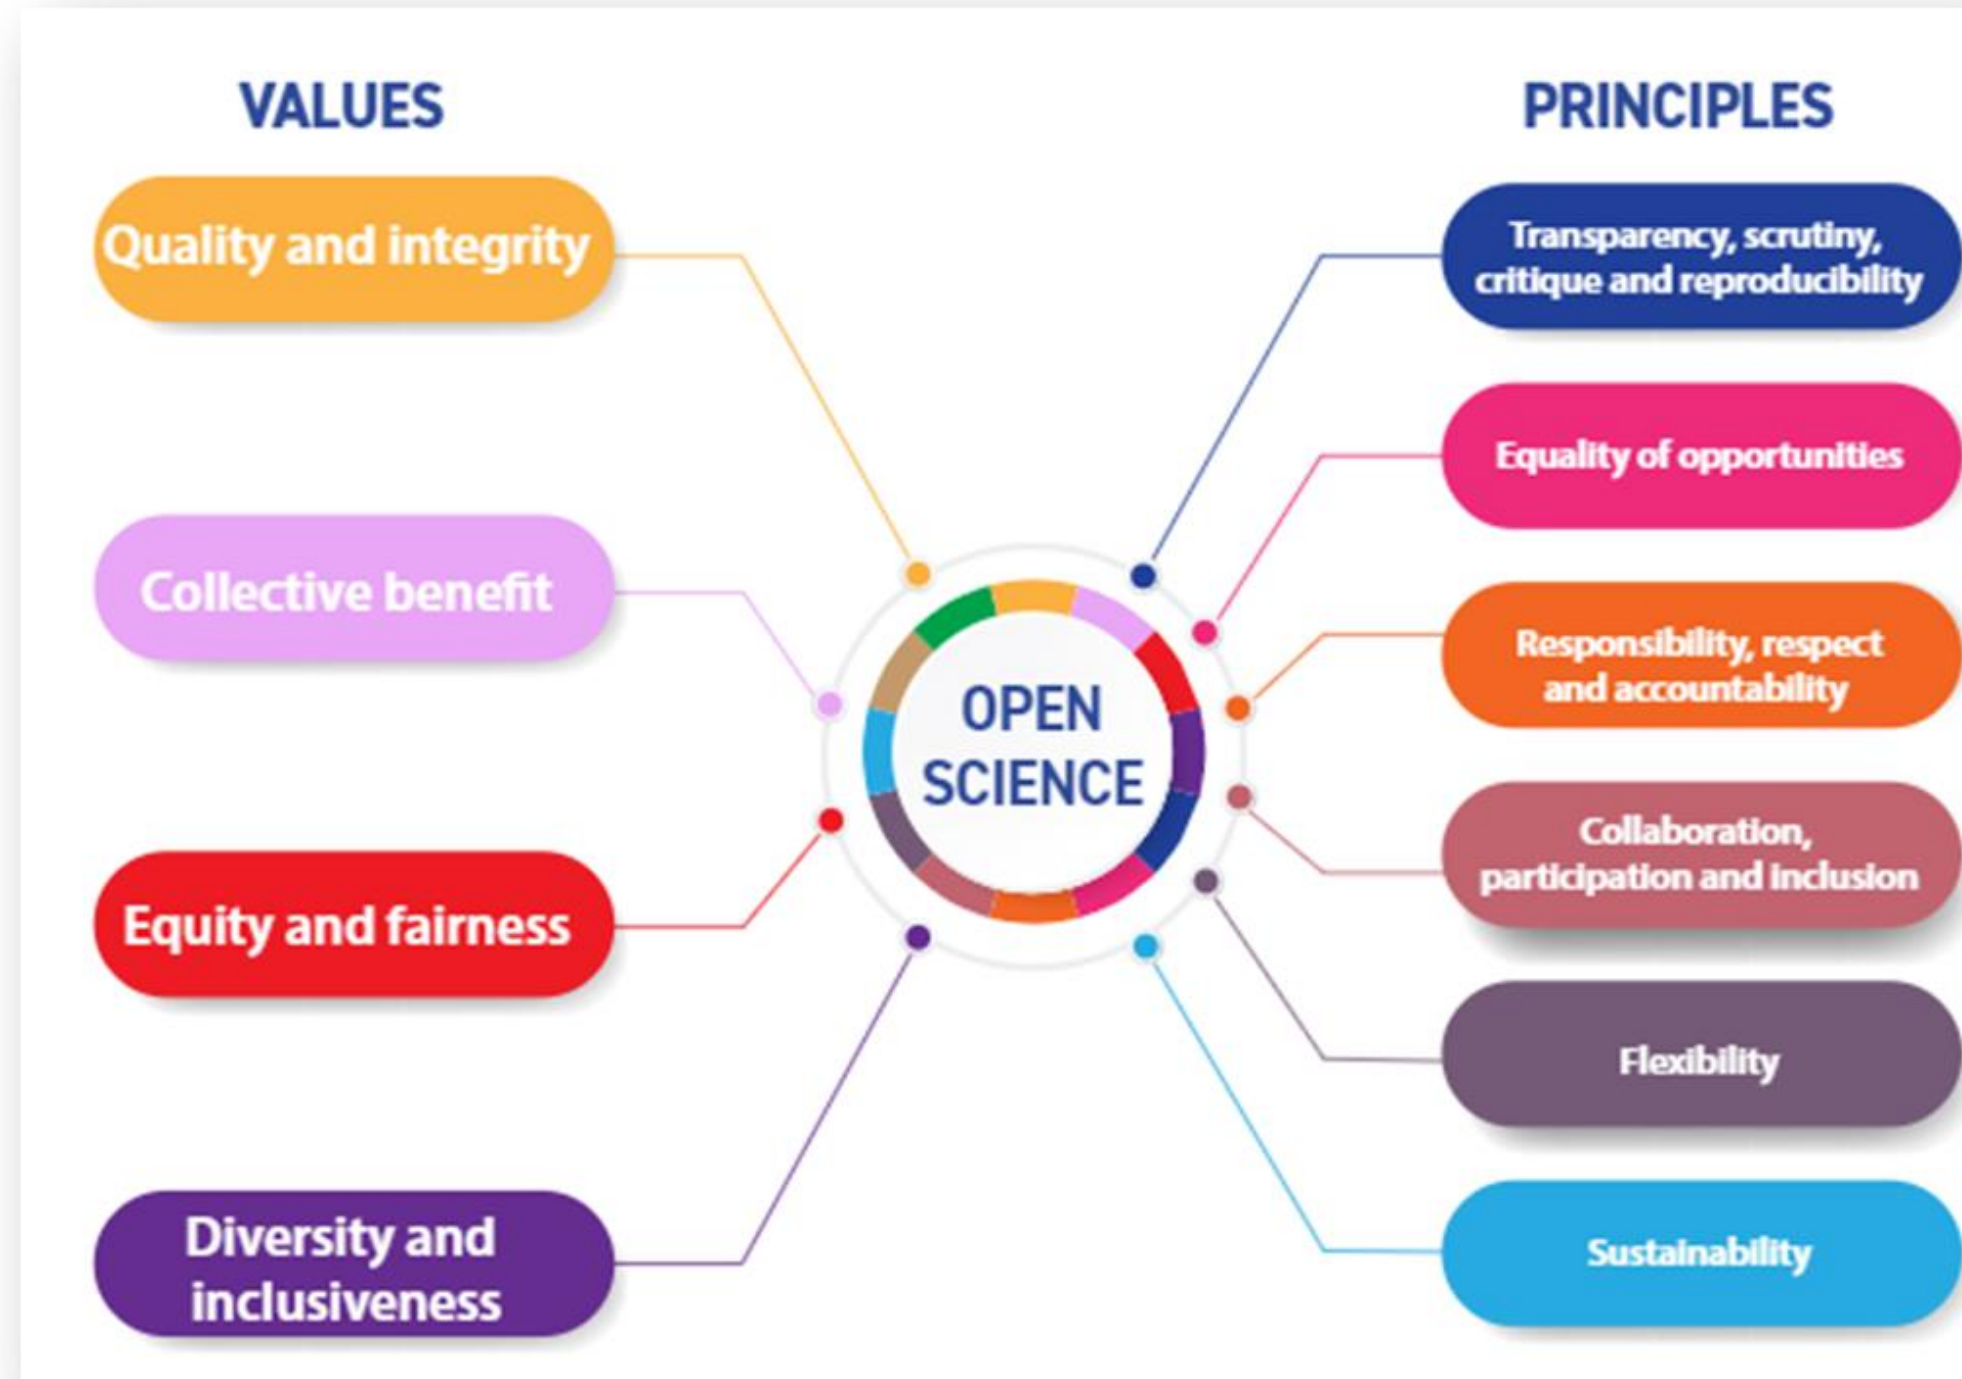 VALUES
Quality and integrity
Collective benefit
Equity and fairness
Diversity and
inclusiveness
OPEN
SCIENCE
PRINCIPLES
Transparency, scrutiny,
critique and reproducibility
Equality of opportunities
Responsibility, respect
and accountability
Collaboration,
participation and inclusion
Flexibility
Sustainability